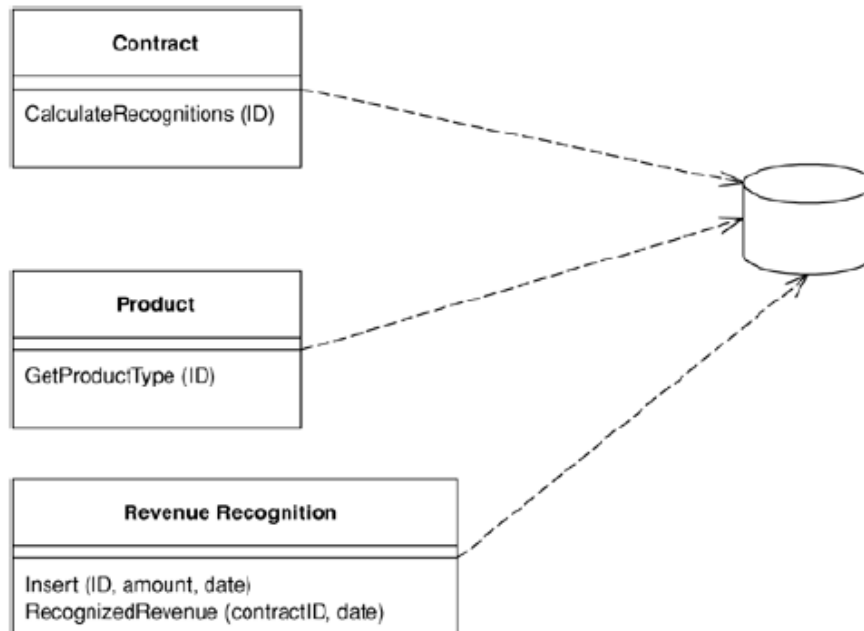 Contract
CalculateRecognitions (ID)
Product
GetProductType (ID)
Revenue Recognition
Insert (ID, amount, date)
RecognizedRevenue (contractID, date)